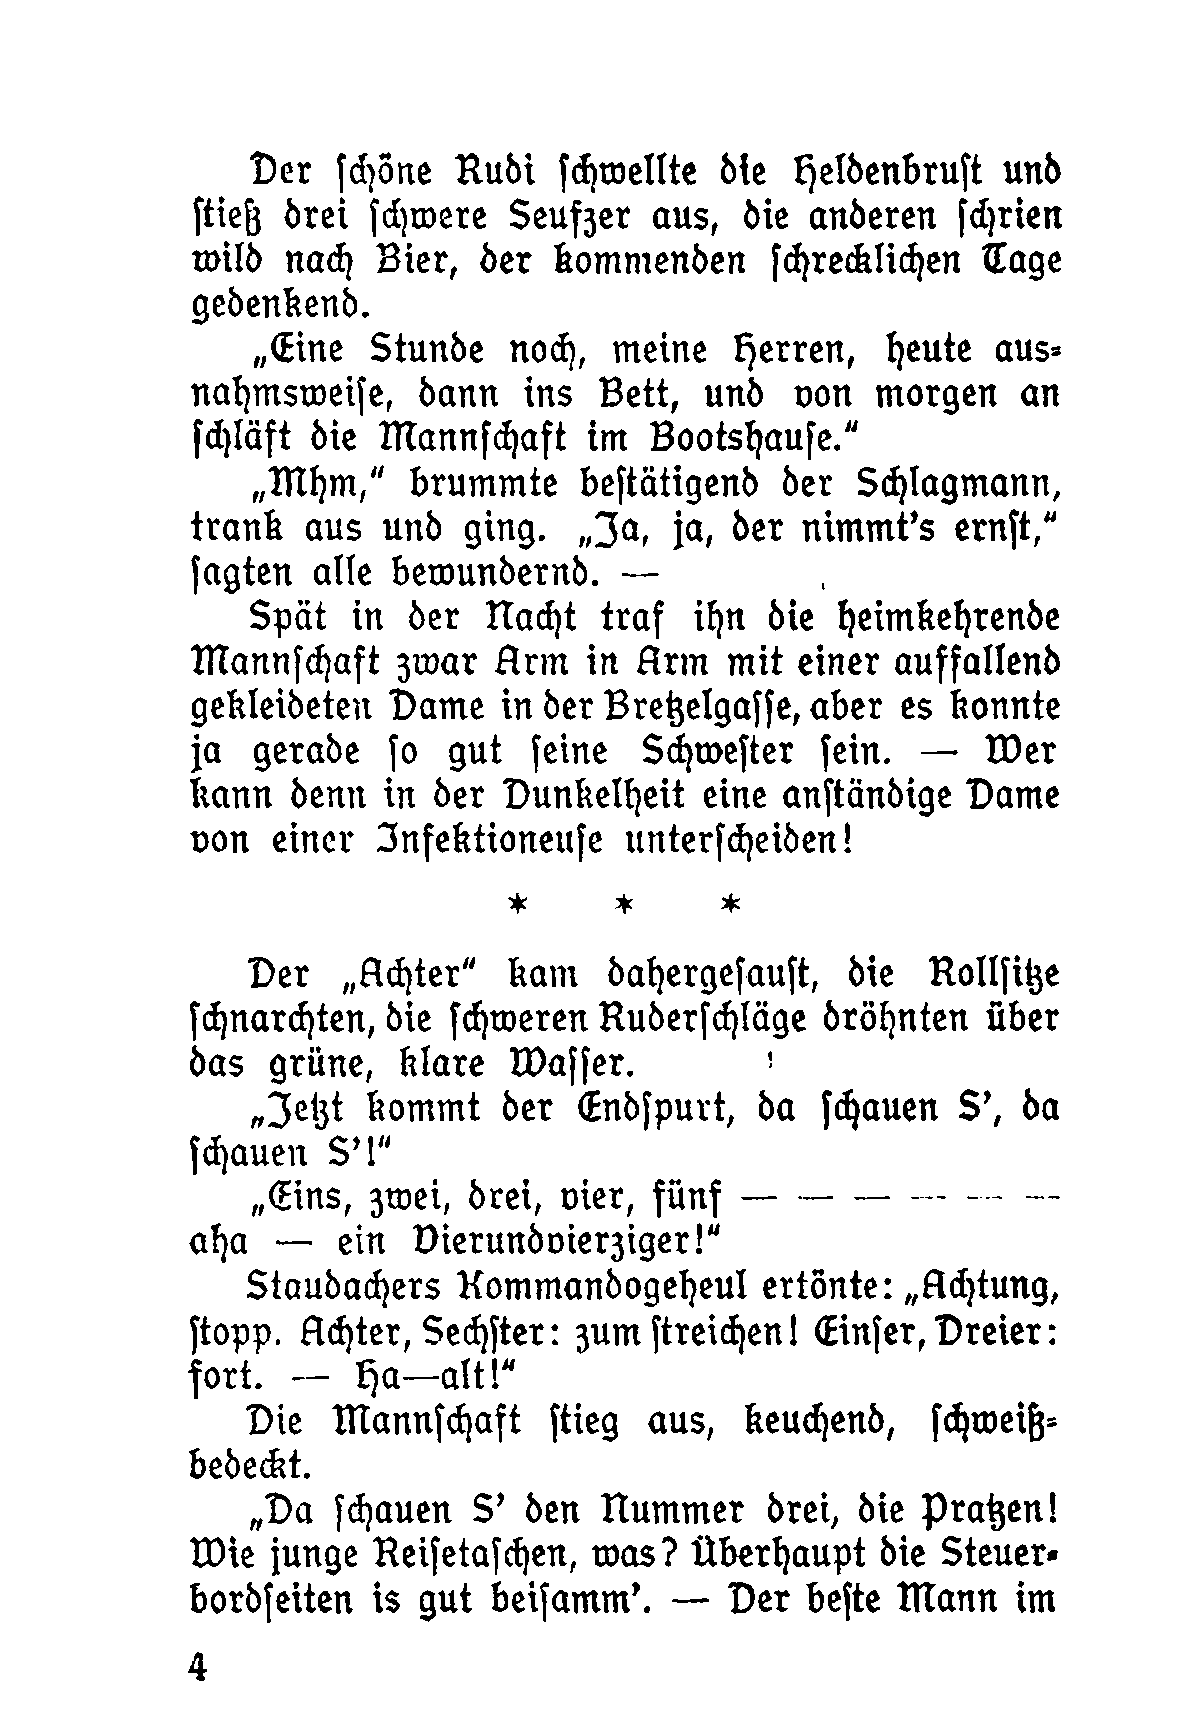 Der ſchöne Rudi ſchwellte die Heldenbruſt und
ſtieß drei ſchwere Seufzer aus, die anderen ſchrien
wild nach Bier, der kommenden ſchrecklichen Tage
gedenkend.
„Eine Stunde noch, meine Herren, heute aus-
nahmsweiſe, dann ins Bett, und von morgen an
ſchläft die Mannſchaft im Bootshauſe.“
„Mhm,“ brummte beſtätigend der Schlagmann,
trank aus und ging. „Ja, ja, der nimmt’s ernſt,“
ſagten alle bewundernd. —
Spät in der Nacht traf ihn die heimkehrende
Mannſchaft zwar Arm in Arm mit einer auffallend
gekleideten Dame in der Bretzelgaſſe, aber es konnte
ja gerade ſo gut ſeine Schweſter ſein. — Wer
kann denn in der Dunkelheit eine anſtändige Dame
von einer Infektioneuſe unterſcheiden!
* * *
Der „Achter“ kam dahergeſauſt, die Rollſitze
ſchnarchten, die ſchweren Ruderſchläge dröhnten über
das grüne, klare Waſſer.
„Jetzt kommt der Endſpurt, da ſchauen S’, da
ſchauen S’!“
„Eins, zwei, drei, vier, fünf — — — — — —
aha — ein Vierundvierziger!“
Staubachers Kommandogeheul ertönte: „Achtung,
ſtopp. Achter, Sechſter: zum ſtreichen! Einſer, Dreier:
fort. — Ha—alt!“
Die Mannſchaft ſtieg aus, keuchend, ſchweiß-
bedeckt.
„Da ſchauen S’ den Nummer drei, die Pratzen!
Wie junge Reiſetaſchen, was? Überhaupt die Steuer-
bordſeiten is gut beiſamm’. — Der beſte Mann im
4